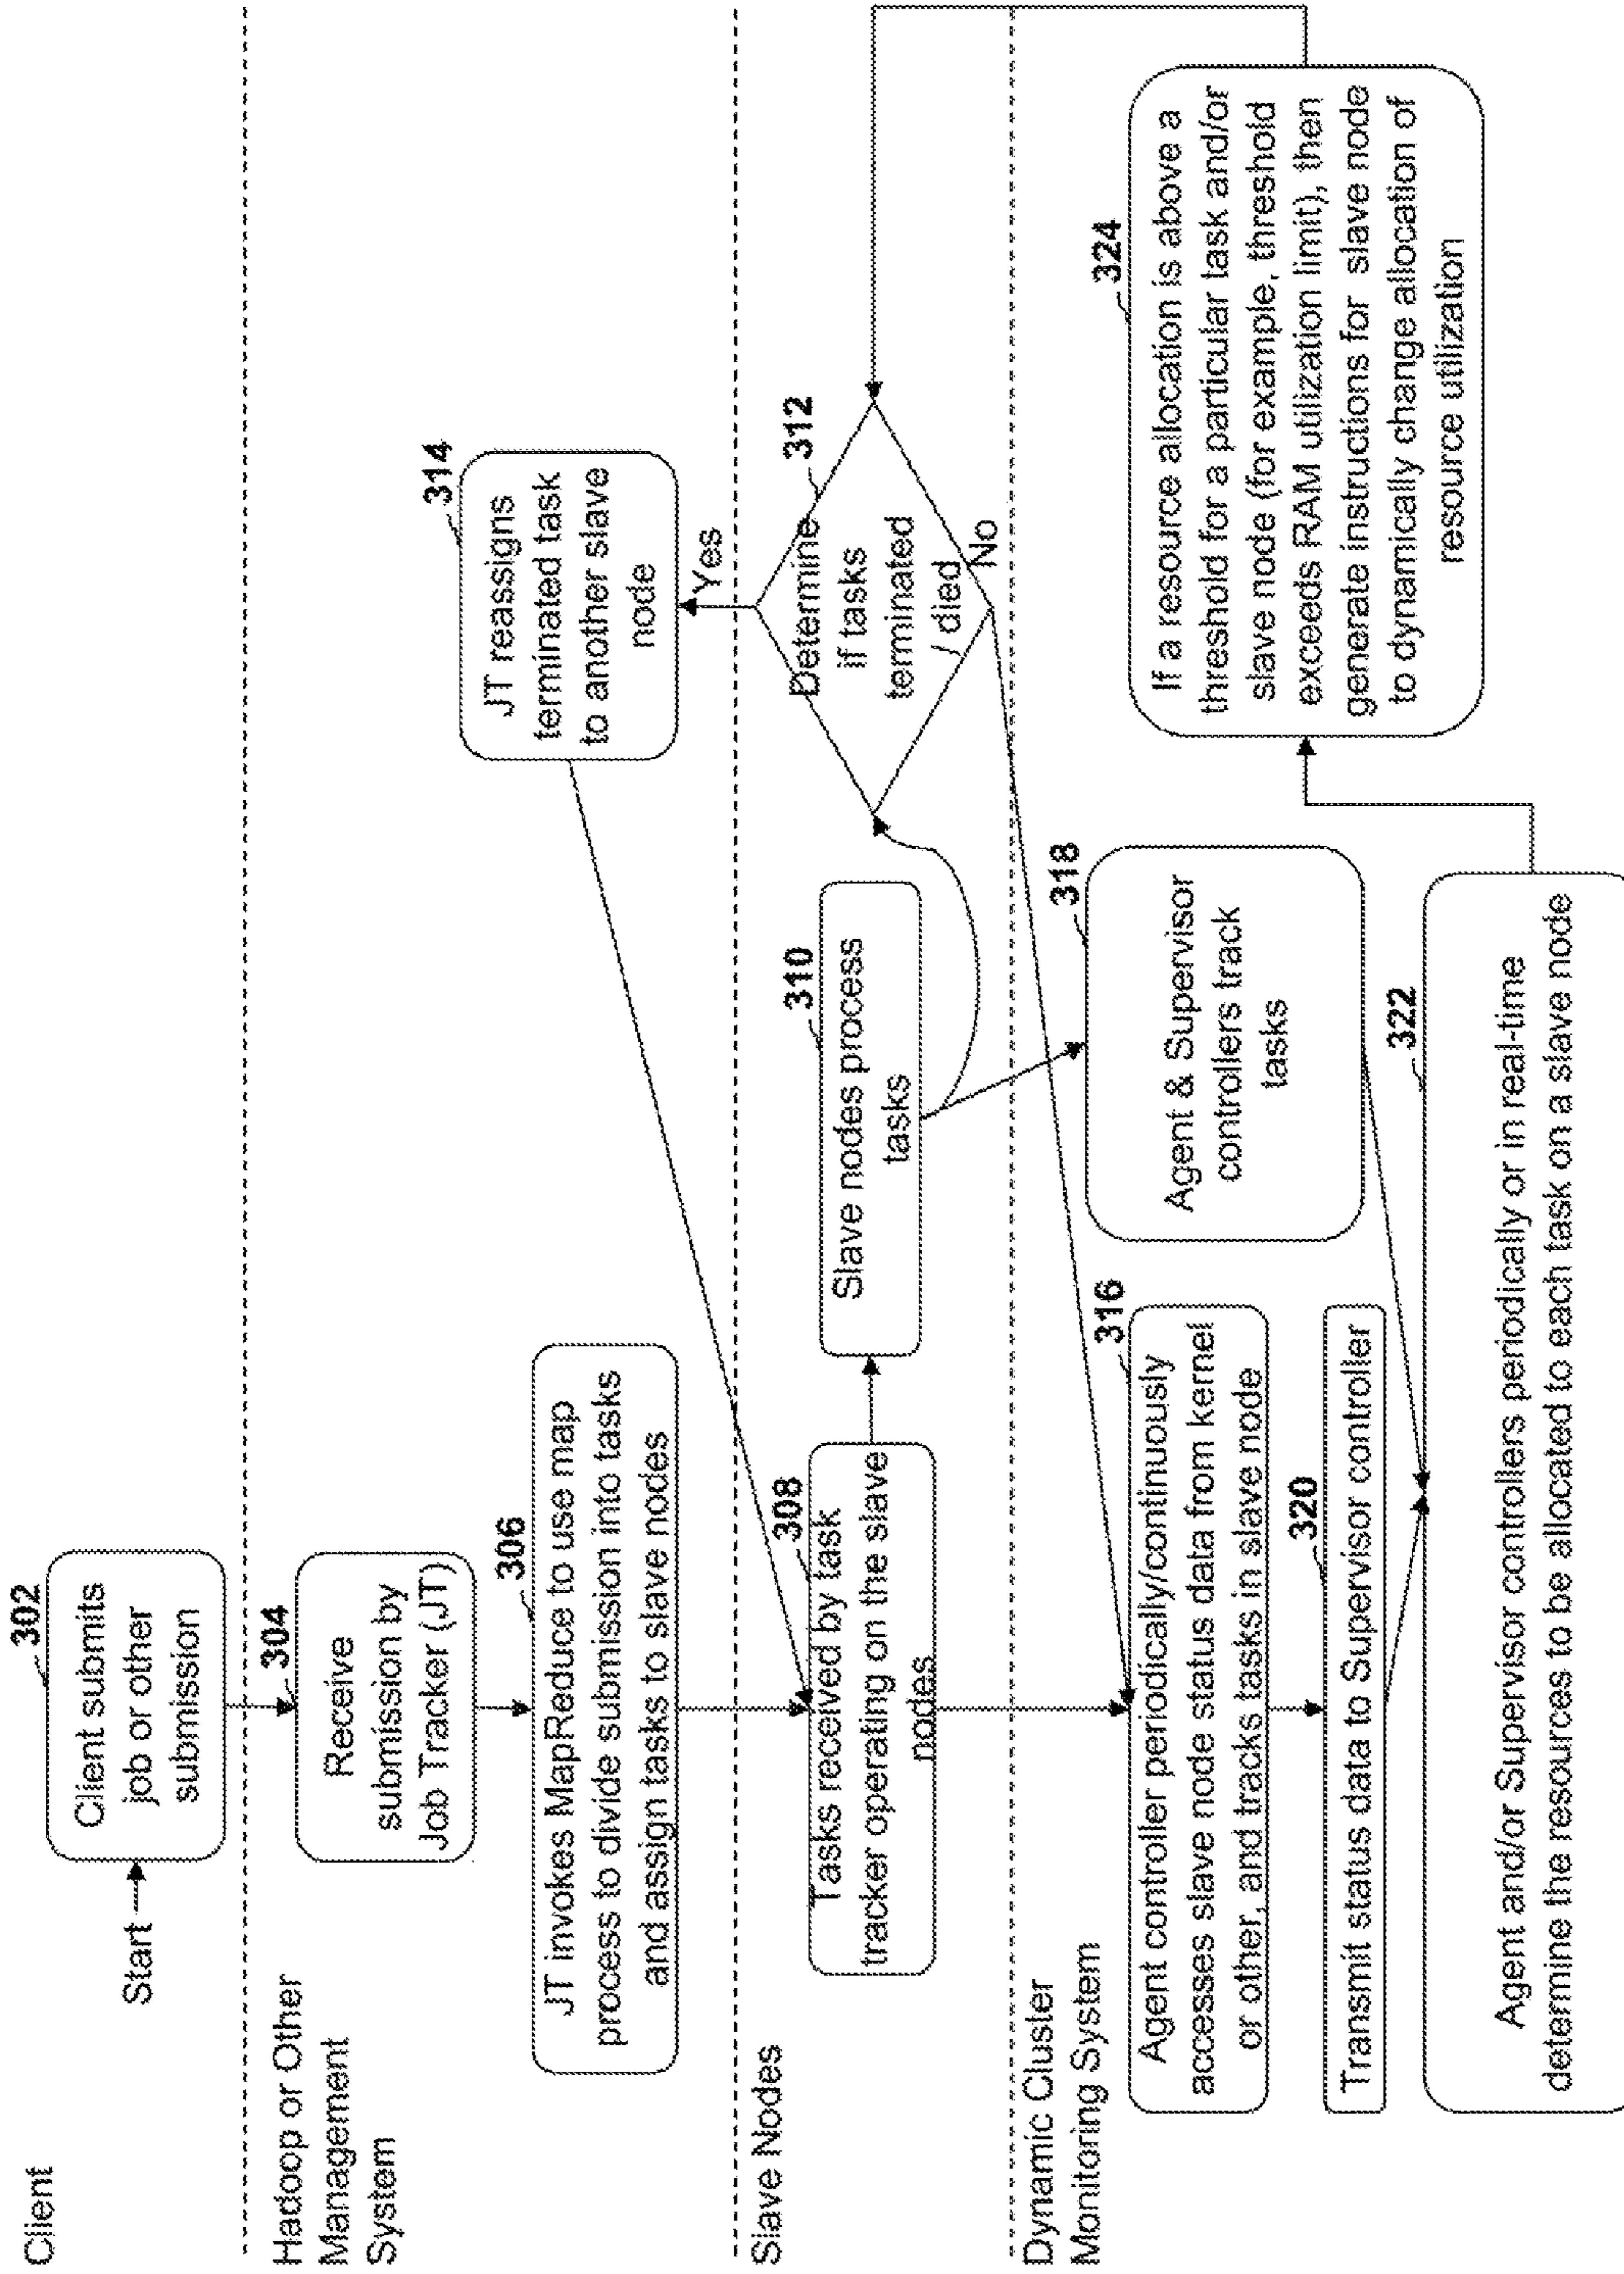 Client
Start
302
Client submits
job or other
submission
Hadoop or Other
Management
System
304
Receive
submission by
Job Tracker (JT)
306
JT invokes MapReduce to use map
process to divide submission into tasks
and assign tasks to slave nodes
314
JT reassigns
terminated task
to another slave
node
Yes
Slave Nodes
308
Tasks received by task
tracker operating on the slave
nodes
310
Slave nodes process
tasks
312
Determine
if tasks
terminated
/ died
No
Dynamic Cluster
Monitoring System
316
Agent controller periodically/continuously
accesses slave node status data from kernel
or other, and tracks tasks in slave node
318
Agent & Supervisor
controllers track
tasks
320
Transmit status data to Supervisor controller
322
Agent and/or Supervisor controllers periodically or in real-time
determine the resources to be allocated to each task on a slave node
324
If a resource allocation is above a
threshold for a particular task and/or
slave node (for example, threshold
exceeds RAM utilization limit), then
generate instructions for slave node
to dynamically change allocation of
resource utilization